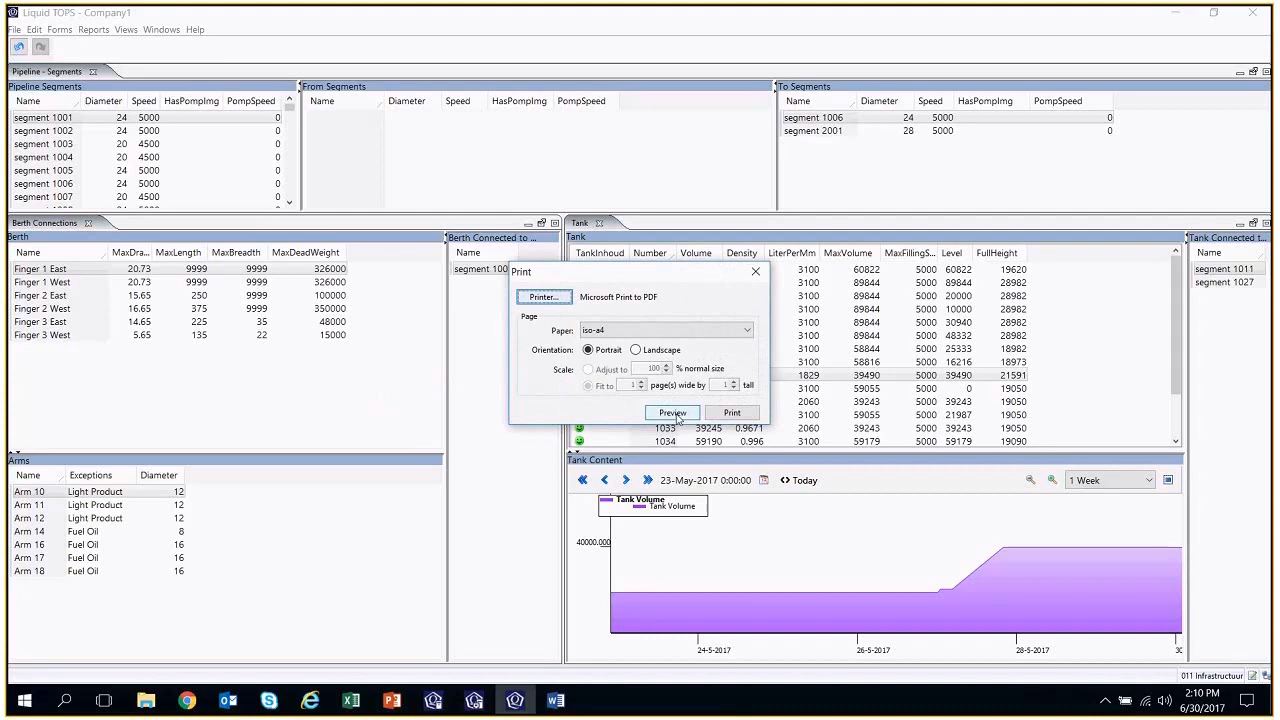 Liquid TOPS - Company1
File Edit Forms Reports Views Windows Help
Pipeline - Segments
Pipeline Segments From Segments To Segments
Name Diameter Speed HasPompImg PompSpeed Name Diameter Speed HasPompImg PompSpeed Name Diameter Speed HasPompImg PompSpeed
segment 1001 24 5000 0 segment 1006 24 5000 0
segment 1002 24 5000 0 segment 2001 28 5000 0
segment 1003 20 4500 0
segment 1004 20 4500 0
segment 1005 24 5000 0
segment 1006 24 5000 0
segment 1007 20 4500 0
Berth Connections
Berth
Name MaxDra... MaxLength MaxBreadth MaxDeadWeight
Finger 1 East 20.73 9999 9999 326000
Finger 1 West 20.73 9999 9999 326000
Finger 2 East 15.65 250 9999 100000
Finger 2 West 16.65 375 9999 350000
Finger 3 East 14.65 225 35 48000
Finger 3 West 5.65 135 22 15000
Berth Connected to ...
Name
segment 100
Tank
Tank
TankInhoud Number Volume Density LiterPerMm MaxVolume MaxFillingS... Level FullHeight
3100 60822 5000 60822 19620
3100 89844 5000 89844 28982
3100 89844 5000 20000 28982
3100 89844 5000 10000 28982
3100 89844 5000 30940 28982
3100 89844 5000 48332 28982
3100 58844 5000 25333 18982
3100 58816 5000 16218 18973
1829 39490 5000 39490 21591
3100 59055 5000 0 19050
2060 39243 5000 39243 19050
3100 59055 5000 21987 19050
1033 39245 0.9671 2060 39243 5000 39243 19050
1034 59190 0.996 3100 59179 5000 59179 19090
Tank Connected t...
Name
segment 1011
segment 1027
Print
Printer... Microsoft Print to PDF
Page
Paper: iso-a4
Orientation: Portrait Landscape
Scale: Adjust to 100 % normal size
Fit to 1 page(s) wide by 1 tall
Preview Print
Arms
Name Exceptions Diameter
Arm 10 Light Product 12
Arm 11 Light Product 12
Arm 12 Light Product 12
Arm 14 Fuel Oil 8
Arm 16 Fuel Oil 16
Arm 17 Fuel Oil 16
Arm 18 Fuel Oil 16
Tank Content
23-May-2017 0:00:00 Today 1 Week
Tank Volume
Tank Volume
40000.000
24-5-2017 26-5-2017 28-5-2017 30
011 Infrastructuur
2:10 PM
6/30/2017